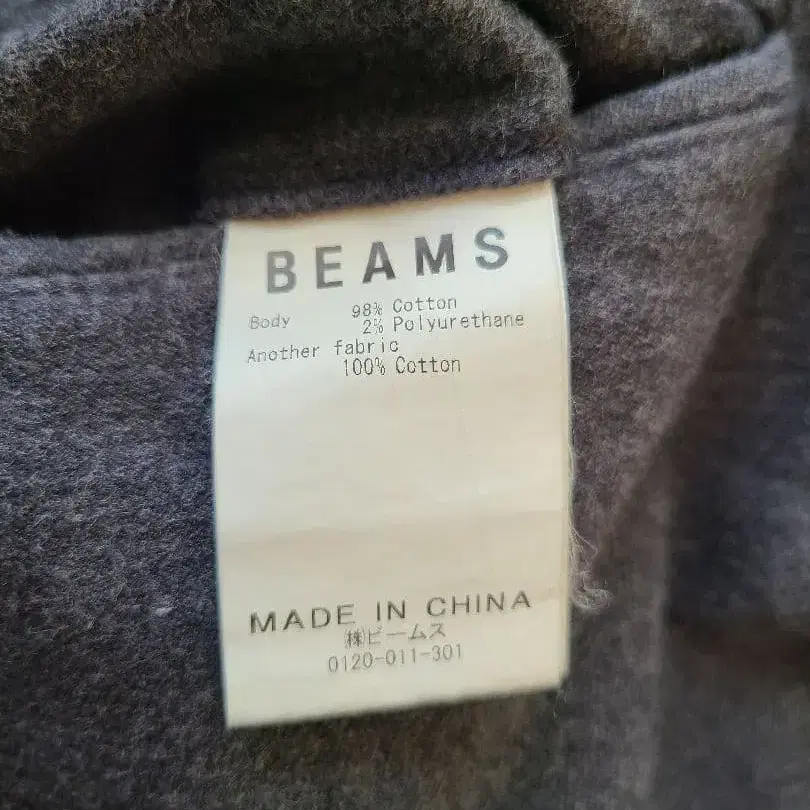 BEAMS
Body 98% Cotton
2% Polyurethane
Another fabric
100% Cotton
MADE IN CHINA
㈱ビームス
0120-011-301